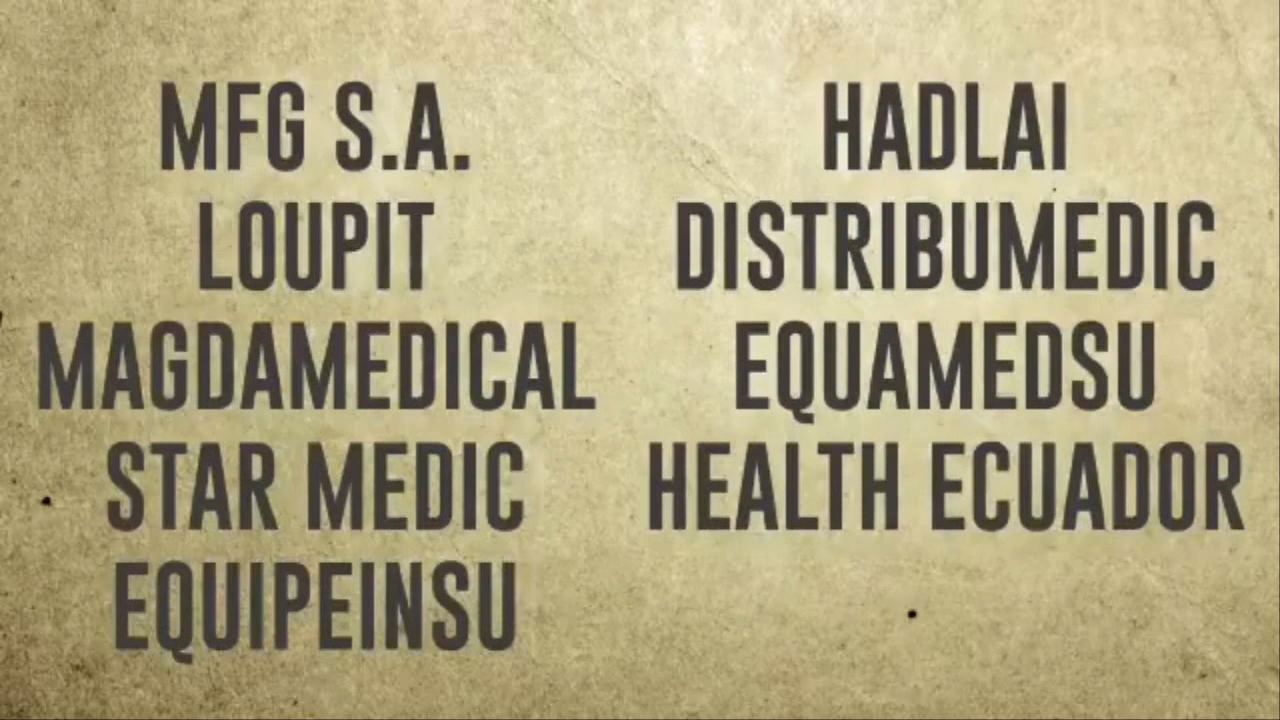 MFG S.A.
LOUPIT
MAGDAMEDICAL
STAR MEDIC
EQUIPEINSU
HADLAI
DISTRIBUMEDIC
EQUAMEDSU
HEALTH ECUADOR